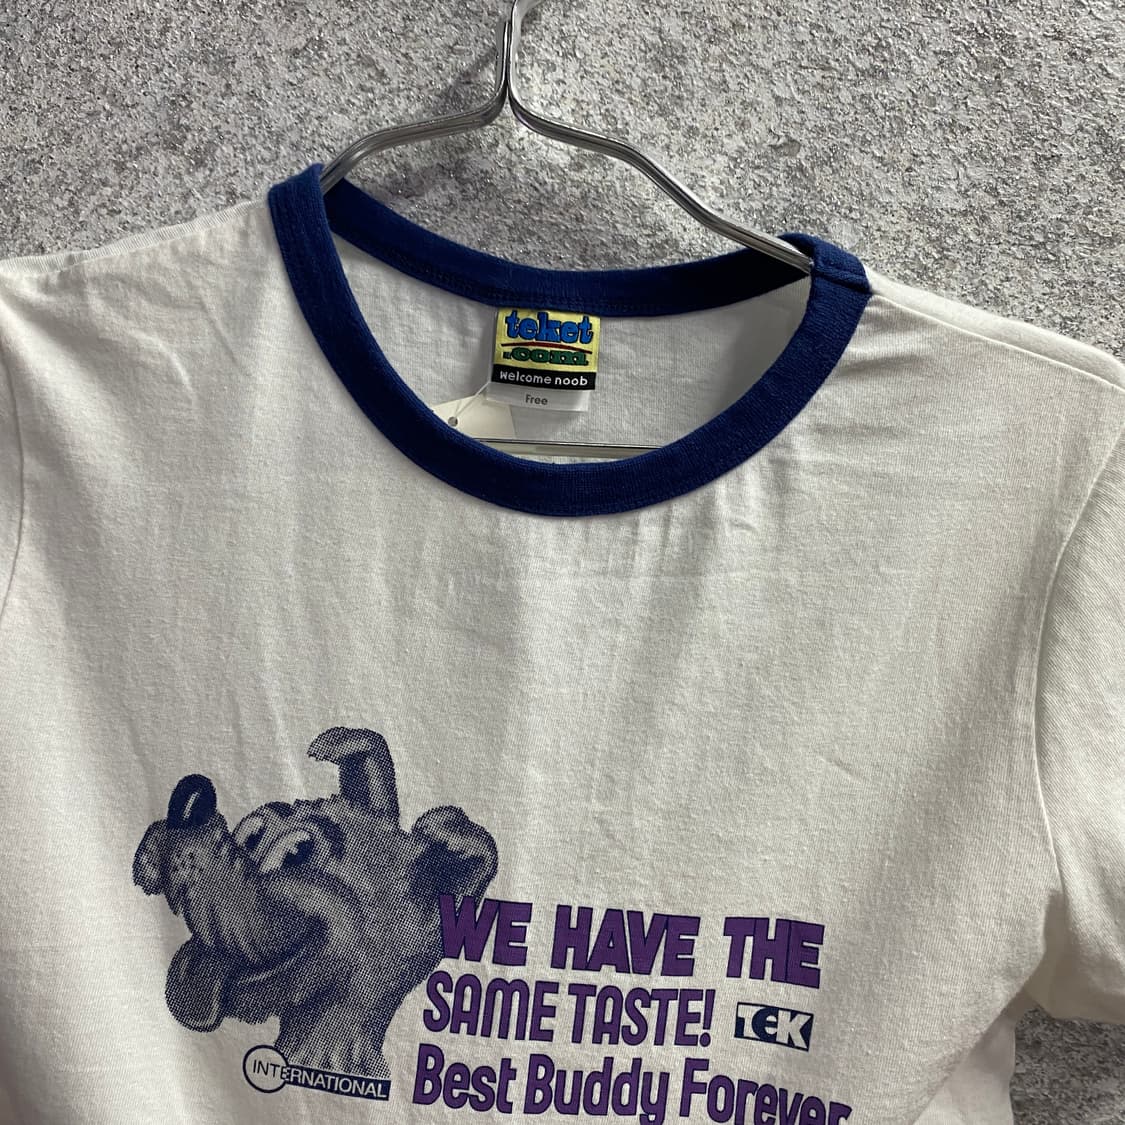 teket
.com
welcome noob
Free
WE HAVE THE
SAME TASTE!
TEK
INTERNATIONAL
Best Buddy Forever